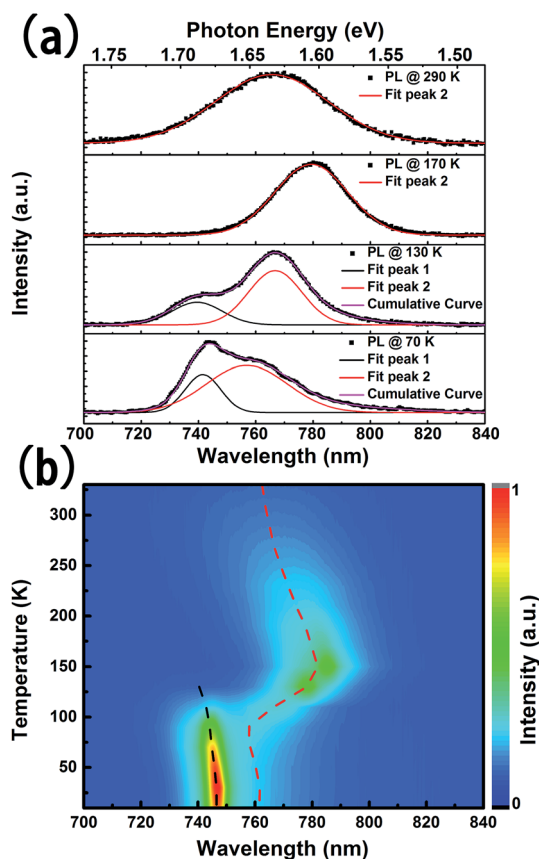 (a)
Photon Energy (eV)
1.75 1.70 1.65 1.60 1.55 1.50
PL @ 290 K
Fit peak 2
PL @ 170 K
Fit peak 2
PL @ 130 K
Fit peak 1
Fit peak 2
Cumulative Curve
PL @ 70 K
Fit peak 1
Fit peak 2
Cumulative Curve
Intensity (a.u.)
700 720 740 760 780 800 820 840
Wavelength (nm)
(b)
1
300
250
200
150
100
50
Temperature (K)
Intensity (a.u.)
0
700 720 740 760 780 800 820 840
Wavelength (nm)